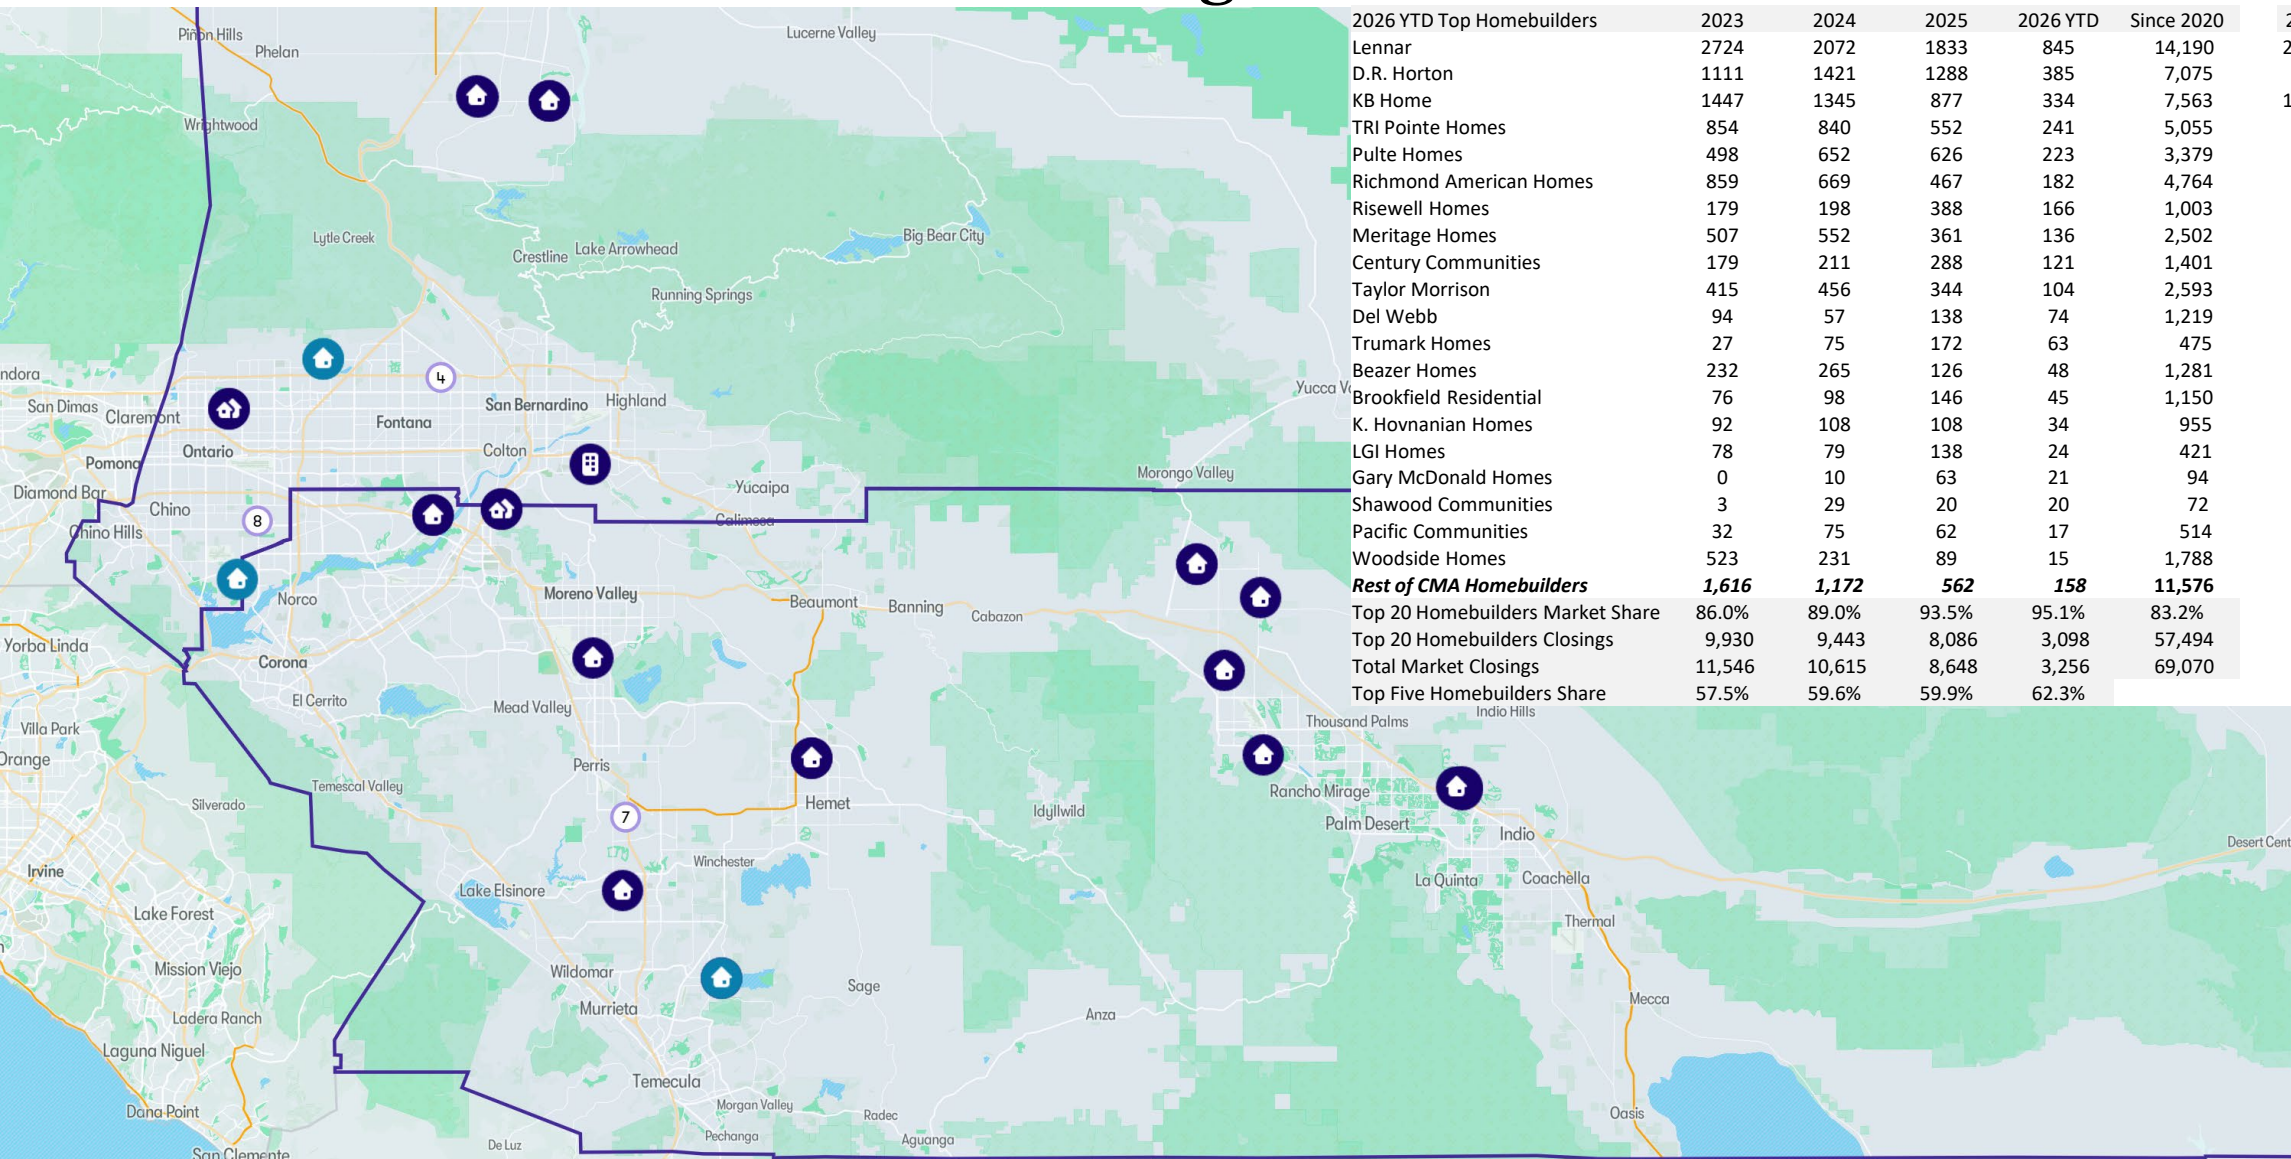 2026 YTD Top Homebuilders 2023 2024 2025 2026 YTD Since 2020
Lennar 2724 2072 1833 845 14,190
D.R. Horton 1111 1421 1288 385 7,075
KB Home 1447 1345 877 334 7,563
TRI Pointe Homes 854 840 552 241 5,055
Pulte Homes 498 652 626 223 3,379
Richmond American Homes 859 669 467 182 4,764
Risewell Homes 179 198 388 166 1,003
Meritage Homes 507 552 361 136 2,502
Century Communities 179 211 288 121 1,401
Taylor Morrison 415 456 344 104 2,593
Del Webb 94 57 138 74 1,219
Trumark Homes 27 75 172 63 475
Beazer Homes 232 265 126 48 1,281
Brookfield Residential 76 98 146 45 1,150
K. Hovnanian Homes 92 108 108 34 955
LGI Homes 78 79 138 24 421
Gary McDonald Homes 0 10 63 21 94
Shawood Communities 3 29 20 20 72
Pacific Communities 32 75 62 17 514
Woodside Homes 523 231 89 15 1,788
Rest of CMA Homebuilders 1,616 1,172 562 158 11,576
Top 20 Homebuilders Market Share 86.0% 89.0% 93.5% 95.1% 83.2%
Top 20 Homebuilders Closings 9,930 9,443 8,086 3,098 57,494
Total Market Closings 11,546 10,615 8,648 3,256 69,070
Top Five Homebuilders Share 57.5% 59.6% 59.9% 62.3%
Piñon Hills
Phelan
Lucerne Valley
Wrightwood
Lytle Creek
Crestline
Lake Arrowhead
Big Bear City
Running Springs
ndora
San Dimas
Claremont
4
San Bernardino
Highland
Yucca V
Fontana
Ontario
Colton
Pomona
Morongo Valley
Diamond Bar
Chino
Yucaipa
8
Chino Hills
Calimesa
Norco
Moreno Valley
Beaumont
Banning
Cabazon
Yorba Linda
Corona
El Cerrito
Mead Valley
Indio Hills
Thousand Palms
Villa Park
Orange
Perris
Temescal Valley
Silverado
Rancho Mirage
Hemet
7
Idyllwild
Palm Desert
Indio
Desert Cent
Irvine
Winchester
Lake Elsinore
La Quinta
Coachella
Lake Forest
Thermal
Mission Viejo
Wildomar
Sage
Murrieta
Mecca
Ladera Ranch
Anza
Laguna Niguel
Temecula
Dana Point
Morgan Valley
Radec
Oasis
De Luz
Pechanga
Aguanga
San Clemente